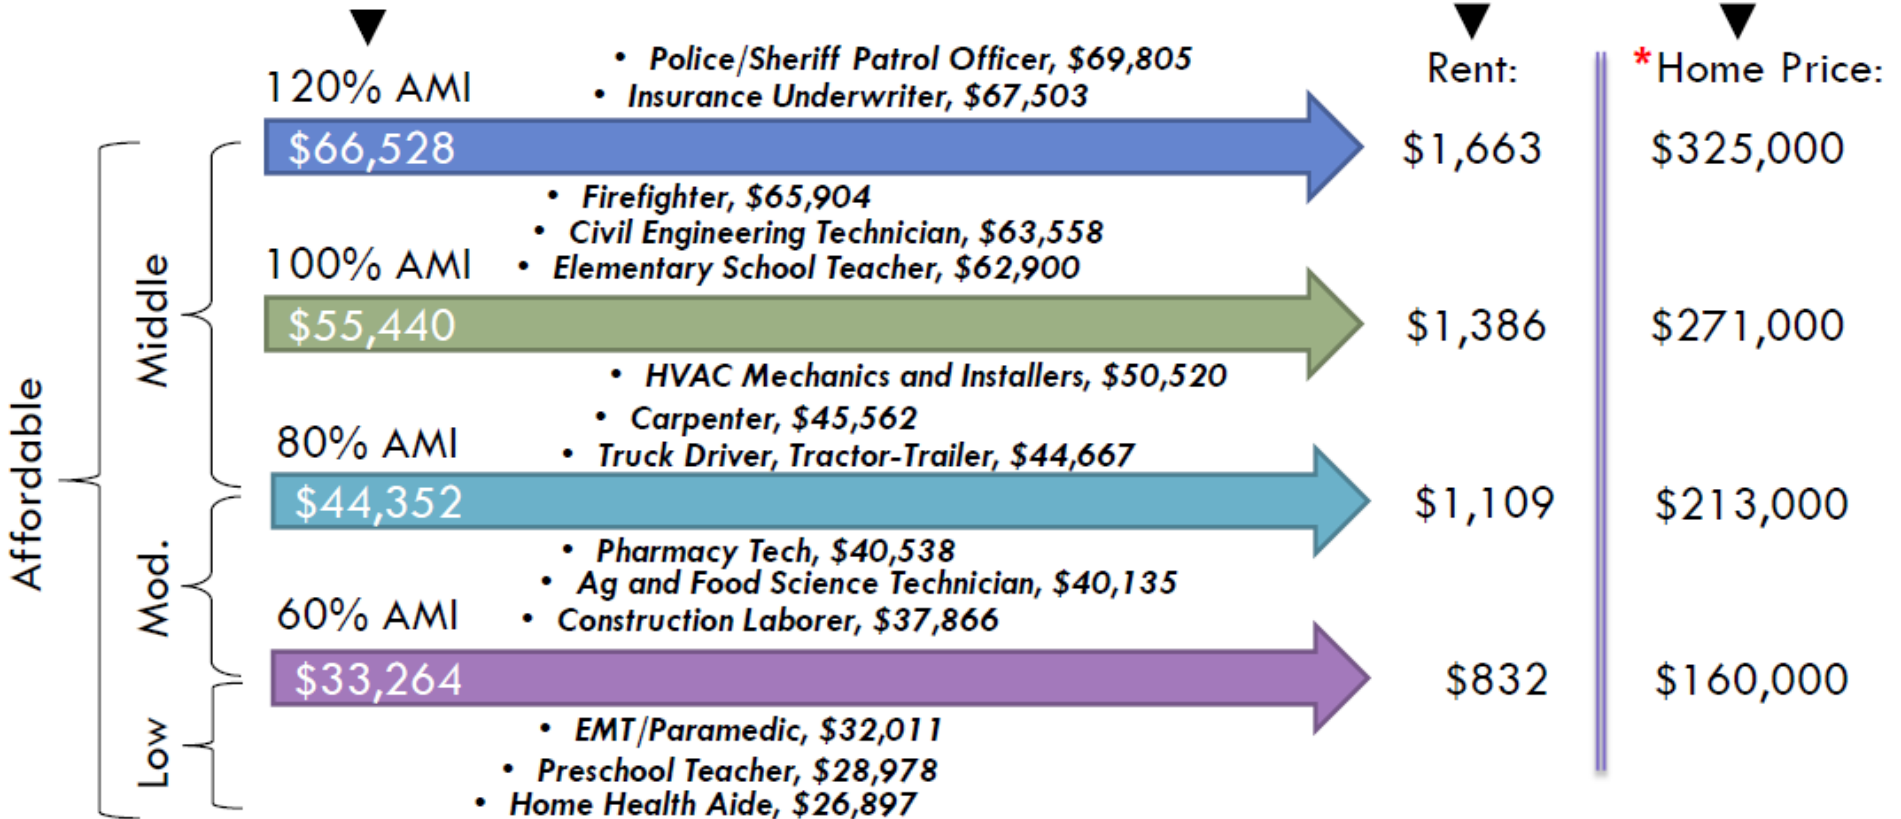 • Police/Sheriff Patrol Officer, $69,805
Rent:
*Home Price:
120% AMI
• Insurance Underwriter, $67,503
$66,528
$1,663
$325,000
• Firefighter, $65,904
• Civil Engineering Technician, $63,558
100% AMI
• Elementary School Teacher, $62,900
$55,440
$1,386
$271,000
Middle
• HVAC Mechanics and Installers, $50,520
• Carpenter, $45,562
80% AMI
• Truck Driver, Tractor-Trailer, $44,667
Affordable
$44,352
$1,109
$213,000
• Pharmacy Tech, $40,538
• Ag and Food Science Technician, $40,135
Mod.
60% AMI
• Construction Laborer, $37,866
$33,264
$832
$160,000
• EMT/Paramedic, $32,011
Low
• Preschool Teacher, $28,978
• Home Health Aide, $26,897